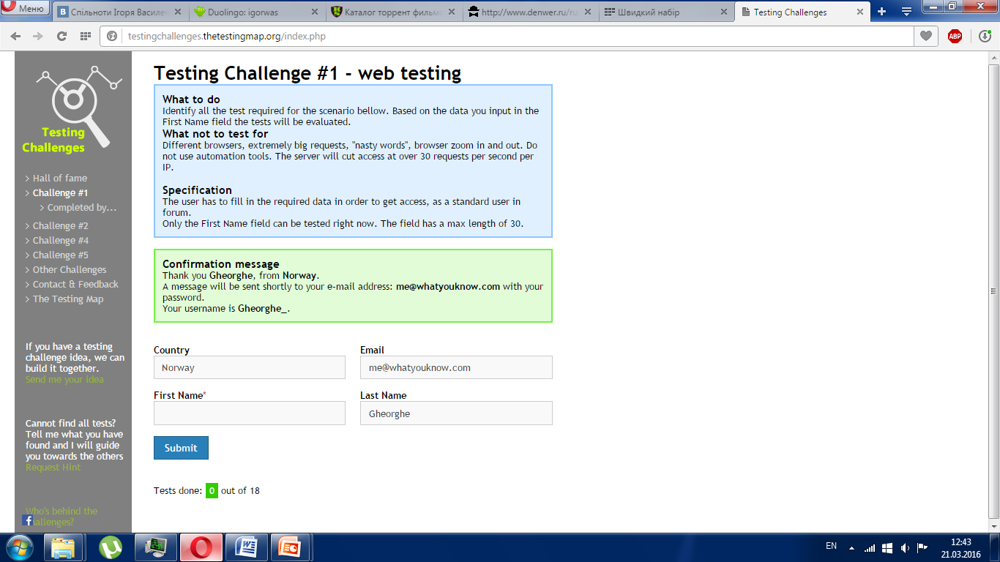 Меню
Спільноти Ігоря Василек
Duolingo: igorwas
Каталог торрент фильмо
http://www.denwer.ru/ru
Швидкий набір
Testing Challenges
testingchallenges.thetestingmap.org/index.php
ABP
Testing
Challenges
Hall of fame
Challenge #1
Completed by...
Challenge #2
Challenge #4
Challenge #5
Other Challenges
Contact & Feedback
The Testing Map
If you have a testing
challenge idea, we can
build it together.
Send me your idea
Cannot find all tests?
Tell me what you have
found and I will guide
you towards the others
Request Hint
Who's behind the
challenges?
Testing Challenge #1 - web testing
What to do
Identify all the test required for the scenario bellow. Based on the data you input in the
First Name field the tests will be evaluated.
What not to test for
Different browsers, extremely big requests, "nasty words", browser zoom in and out. Do
not use automation tools. The server will cut access at over 30 requests per second per
IP.
Specification
The user has to fill in the required data in order to get access, as a standard user in
forum.
Only the First Name field can be tested right now. The field has a max length of 30.
Confirmation message
Thank you Gheorghe, from Norway.
A message will be sent shortly to your e-mail address: me@whatyouknow.com with your
password.
Your username is Gheorghe_.
Country
Email
Norway
me@whatyouknow.com
First Name*
Last Name
Gheorghe
Submit
Tests done: 0 out of 18
EN
12:43
21.03.2016